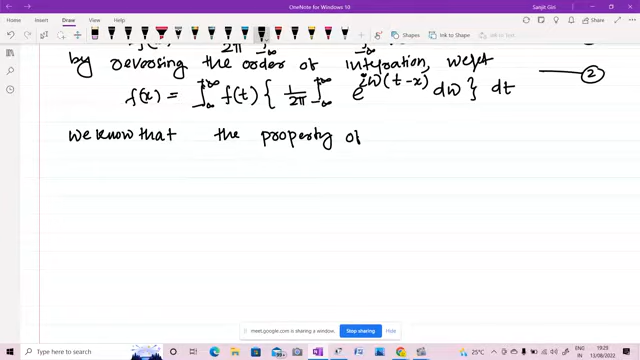 OneNote for Windows 10
Sanjit Giri
Home Insert Draw View Help
Share
Shapes Ink to Shape
2π
by reversing the order of integration, we get
②
f(x) = ∫_{-∞}^{+∞} f(t) { 1/2π ∫_{-∞}^{+∞} e^{iω(t-x)} dω } dt
we know that the property of
meet.google.com is sharing a window. Stop sharing Hide
Type here to search
25°C
ENG
IN
19:29
13/08/2022